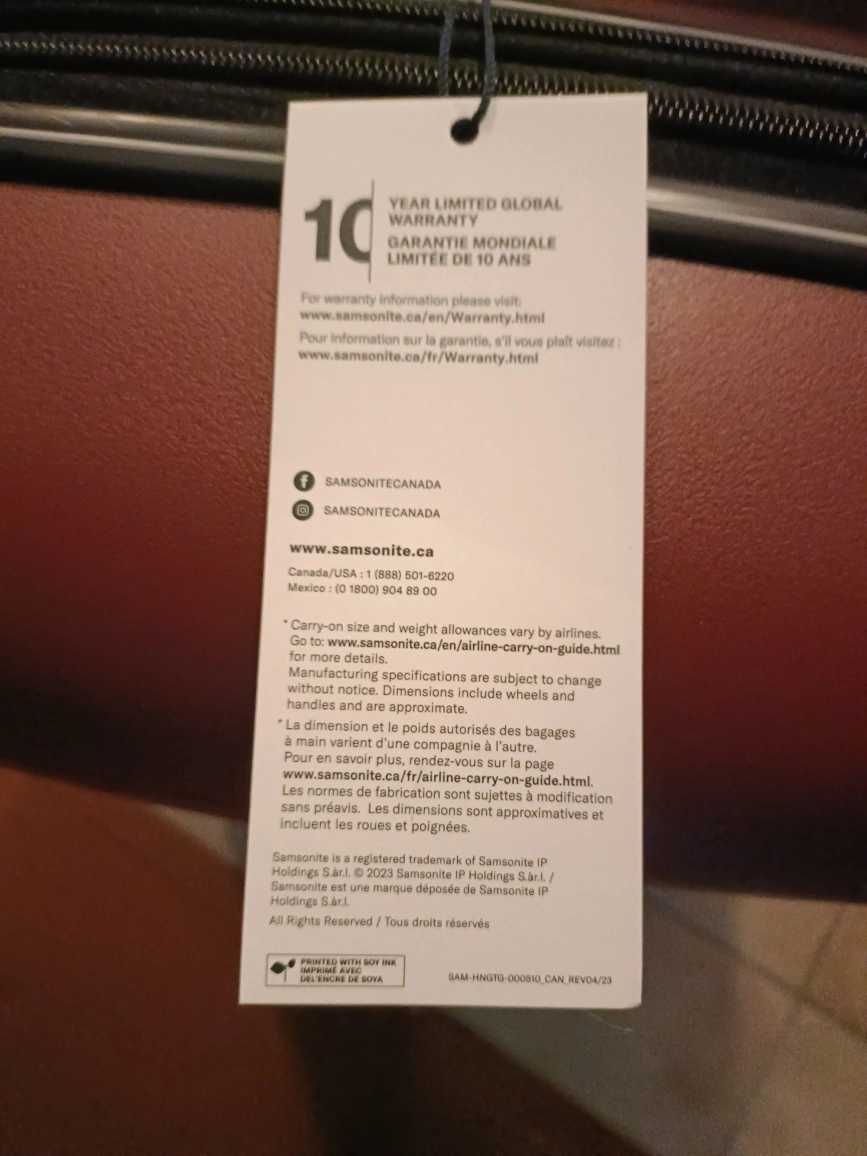 10
YEAR LIMITED GLOBAL
WARRANTY
GARANTIE MONDIALE
LIMITÉE DE 10 ANS
For warranty information please visit:
www.samsonite.ca/en/Warranty.html
Pour information sur la garantie, s'il vous plaît visitez :
www.samsonite.ca/fr/Warranty.html
SAMSONITECANADA
SAMSONITECANADA
www.samsonite.ca
Canada/USA : 1 (888) 501-6220
Mexico : (0 1800) 904 89 00
* Carry-on size and weight allowances vary by airlines.
Go to: www.samsonite.ca/en/airline-carry-on-guide.html
for more details.
Manufacturing specifications are subject to change
without notice. Dimensions include wheels and
handles and are approximate.
* La dimension et le poids autorisés des bagages
à main varient d'une compagnie à l'autre.
Pour en savoir plus, rendez-vous sur la page
www.samsonite.ca/fr/airline-carry-on-guide.html.
Les normes de fabrication sont sujettes à modification
sans préavis. Les dimensions sont approximatives et
incluent les roues et poignées.
Samsonite is a registered trademark of Samsonite IP
Holdings S.àr.l. © 2023 Samsonite IP Holdings S.àr.l. /
Samsonite est une marque déposée de Samsonite IP
Holdings S.àr.l.
All Rights Reserved / Tous droits réservés
PRINTED WITH SOY INK
IMPRIMÉ AVEC
DEL'ENCRE DE SOYA
SAM-HNGTG-000510_CAN_REV04/23